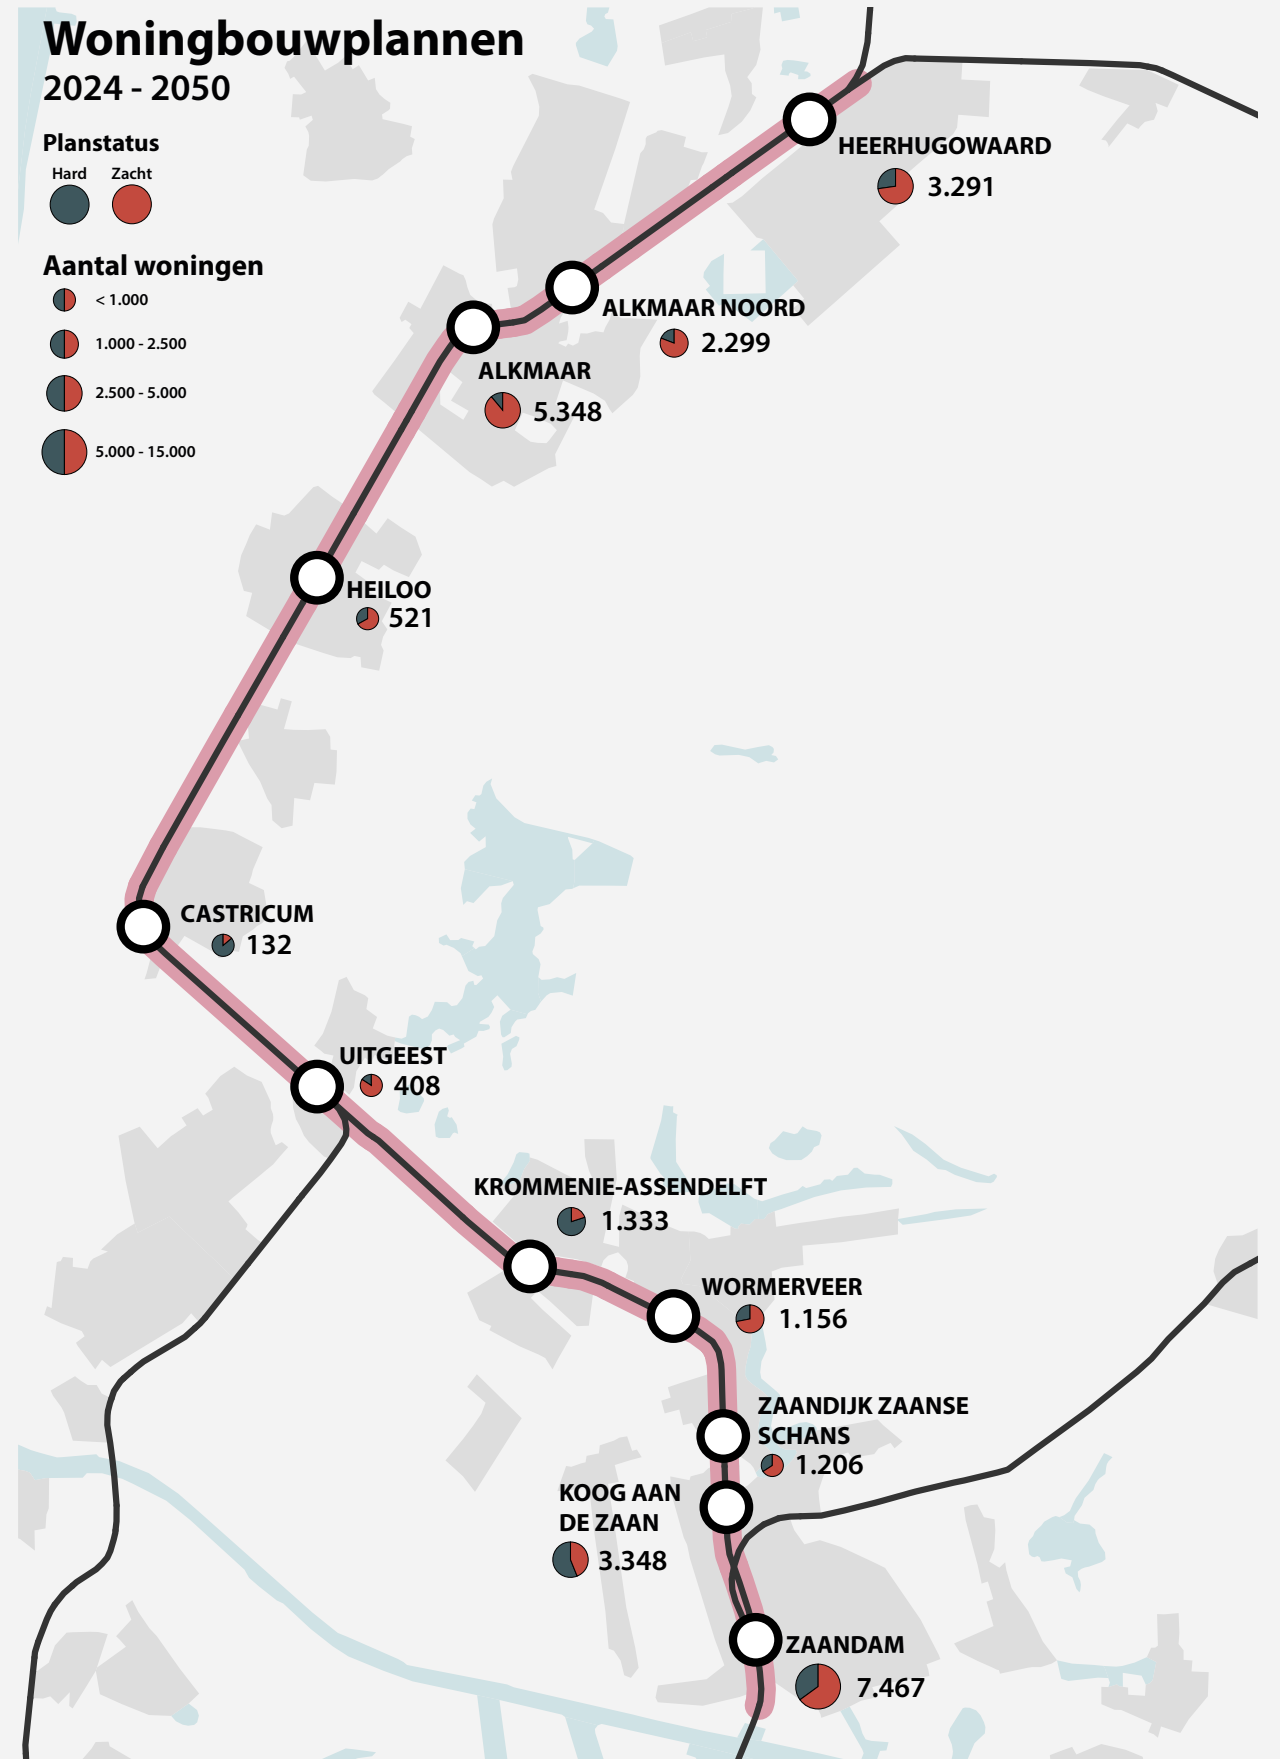 Woningbouwplannen
2024 - 2050
Planstatus
Hard Zacht
Aantal woningen
< 1.000
1.000 - 2.500
2.500 - 5.000
5.000 - 15.000
HEERHUGOWAARD
3.291
ALKMAAR NOORD
2.299
ALKMAAR
5.348
HEILOO
521
CASTRICUM
132
UITGEEST
408
KROMMENIE-ASSENDELFT
1.333
WORMERVEER
1.156
ZAANDIJK ZAANSE
SCHANS
1.206
KOOG AAN
DE ZAAN
3.348
ZAANDAM
7.467